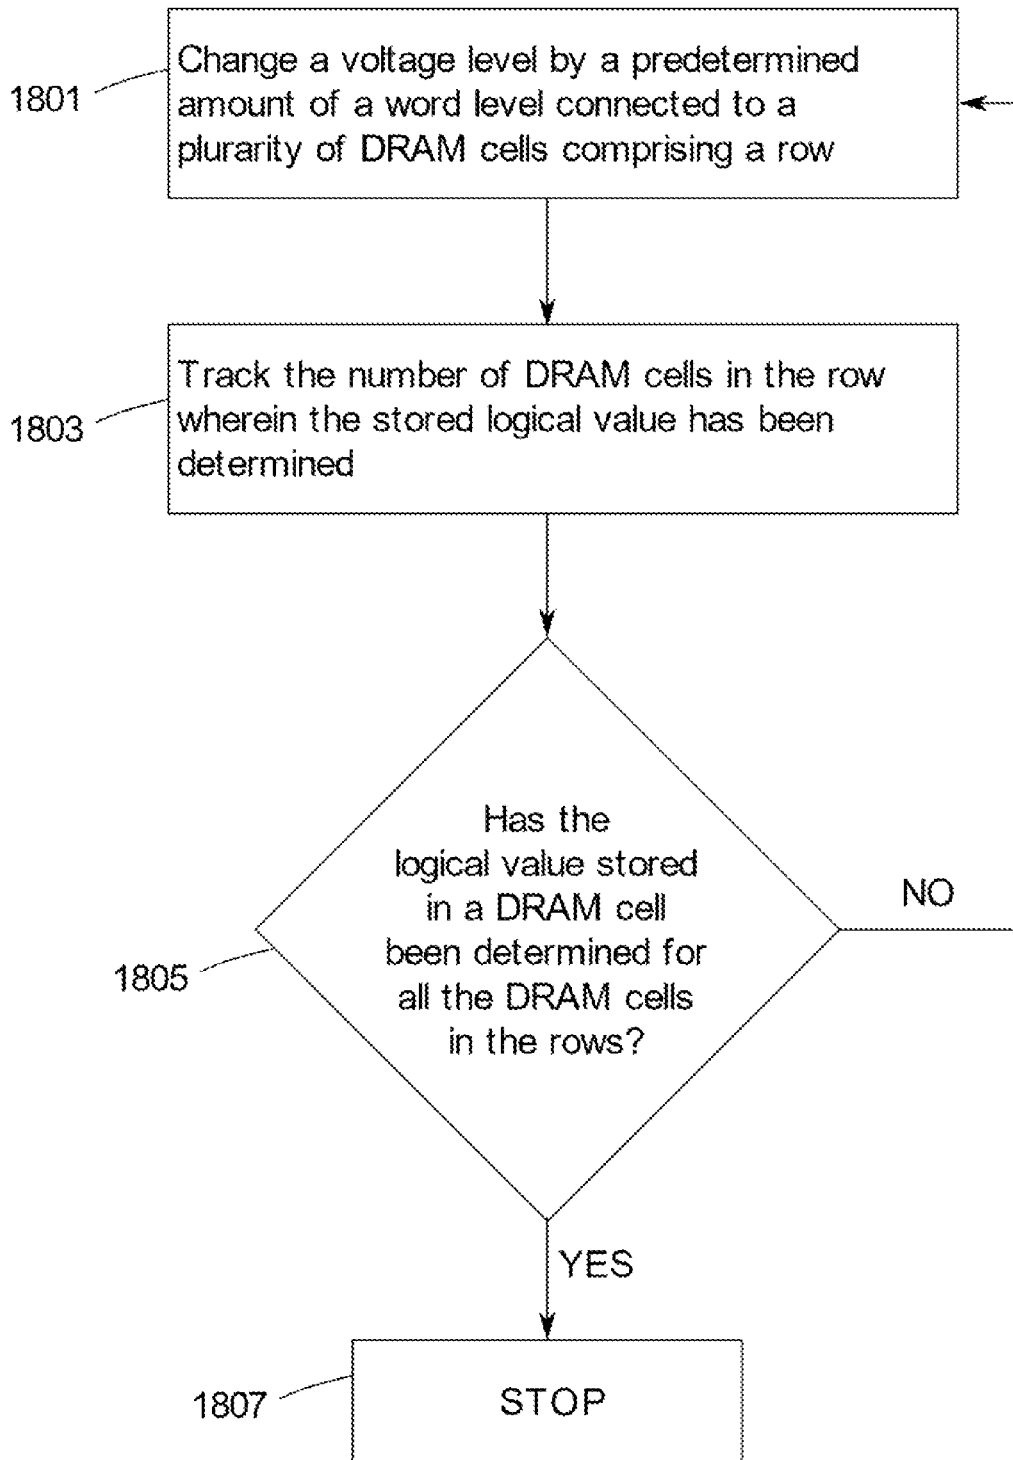 1801
Change a voltage level by a predetermined
amount of a word level connected to a
plurarity of DRAM cells comprising a row
1803
Track the number of DRAM cells in the row
wherein the stored logical value has been
determined
1805
Has the
logical value stored
in a DRAM cell
been determined for
all the DRAM cells
in the rows?
NO
YES
1807
STOP